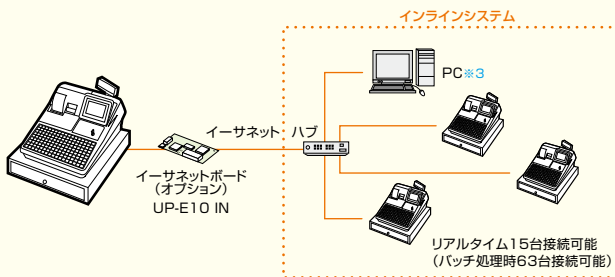 インラインシステム
PC※3
イーサネット ハブ
イーサネットボード
(オプション)
UP-E10 IN
リアルタイム15台接続可能
(バッチ処理時63台接続可能)